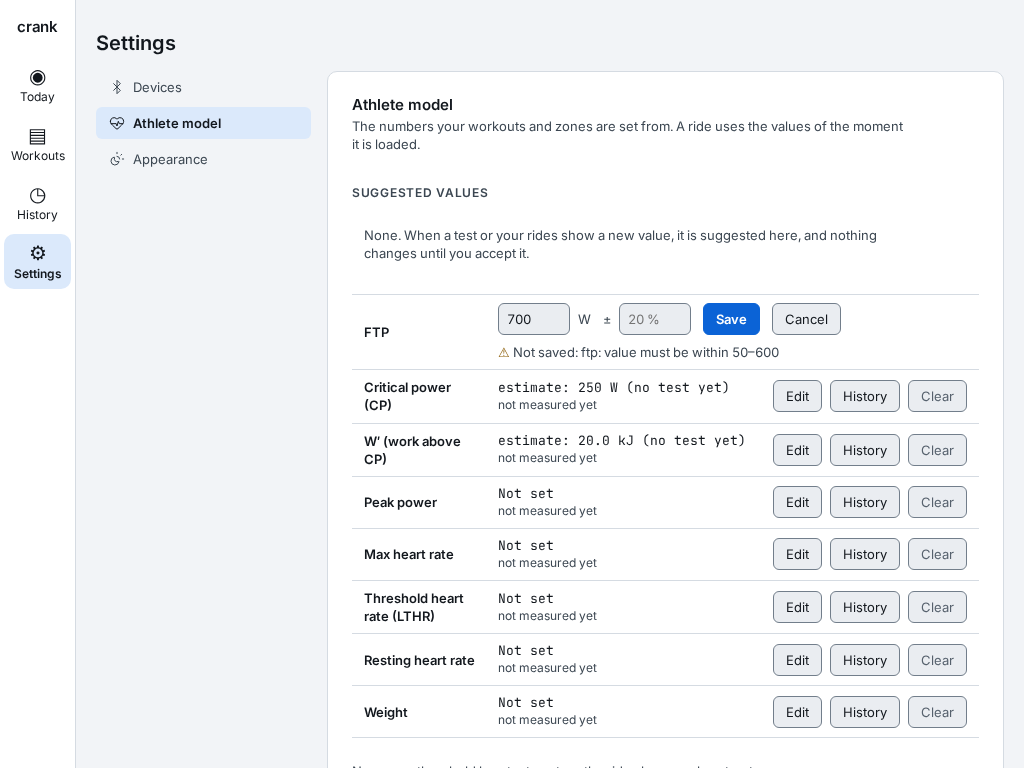 crank
Settings
Today
Workouts
History
Settings
Devices
Athlete model
Appearance
Athlete model
The numbers your workouts and zones are set from. A ride uses the values of the moment
it is loaded.
SUGGESTED VALUES
None. When a test or your rides show a new value, it is suggested here, and nothing
changes until you accept it.
FTP 700 W ± 20 % Save Cancel
⚠ Not saved: ftp: value must be within 50–600
Critical power
(CP)
estimate: 250 W (no test yet)
not measured yet
Edit History Clear
W′ (work above
CP)
estimate: 20.0 kJ (no test yet)
not measured yet
Edit History Clear
Peak power
Not set
not measured yet
Edit History Clear
Max heart rate
Not set
not measured yet
Edit History Clear
Threshold heart
rate (LTHR)
Not set
not measured yet
Edit History Clear
Resting heart rate
Not set
not measured yet
Edit History Clear
Weight
Not set
not measured yet
Edit History Clear